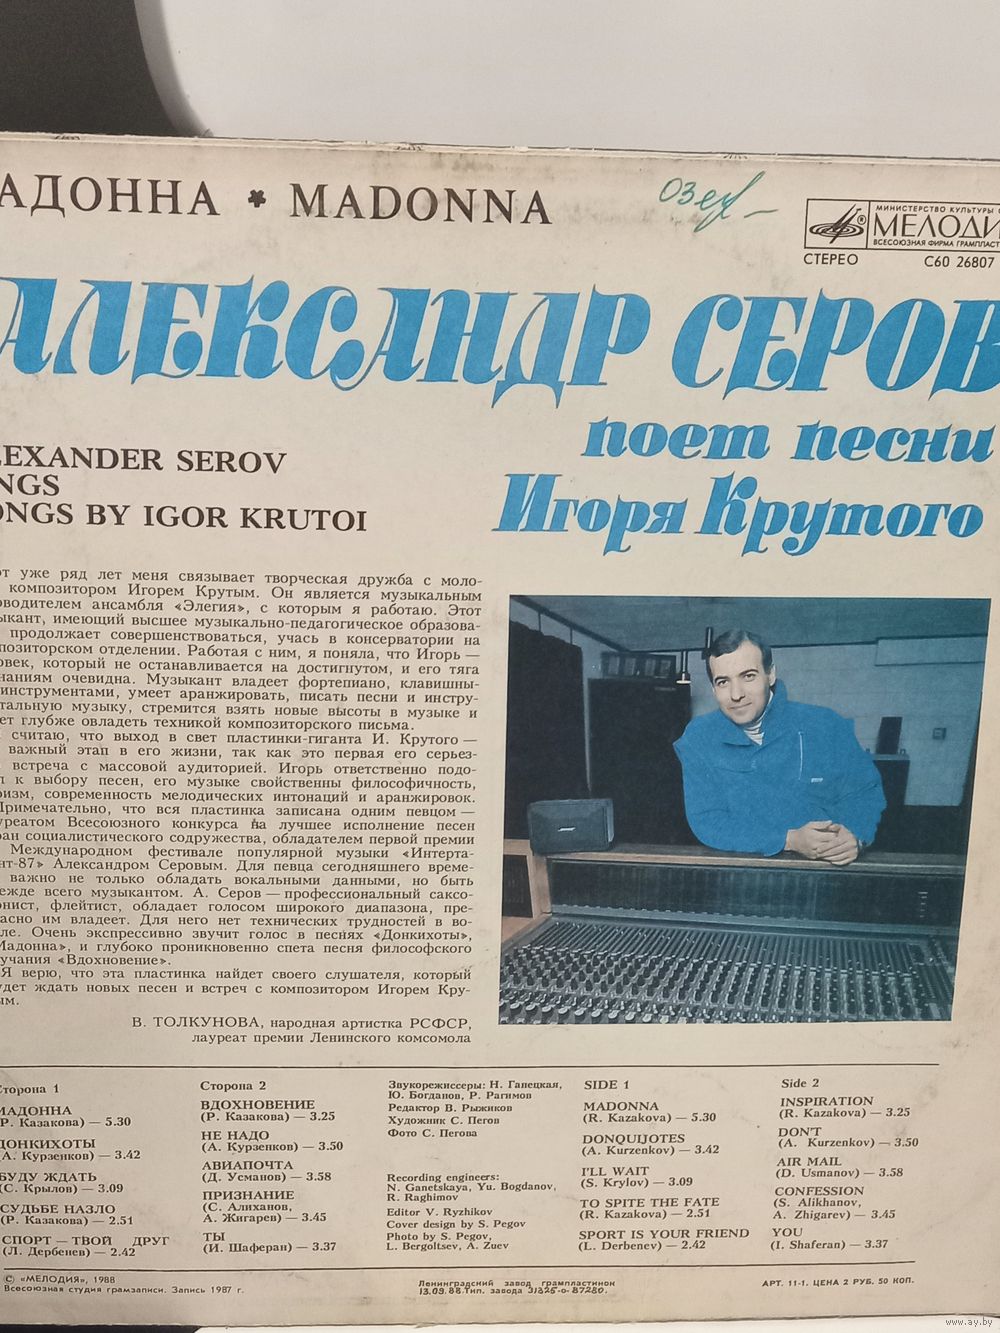 АДОННА * MADONNA
МИНИСТЕРСТВО КУЛЬТУРЫ
МЕЛОДИ
ВСЕСОЮЗНАЯ ФИРМА ГРАМПЛАСТ
СТЕРЕО С60 26807
АЛЕКСАНДР СЕРОВ
поет песни
Игоря Крутого
LEXANDER SEROV
NGS
ONGS BY IGOR KRUTOI
от уже ряд лет меня связывает творческая дружба с моло-
композитором Игорем Крутым. Он является музыкальным
оводителем ансамбля «Элегия», с которым я работаю. Этот
ыкант, имеющий высшее музыкально-педагогическое образова-
продолжает совершенствоваться, учась в консерватории на
позиторском отделении. Работая с ним, я поняла, что Игорь —
овек, который не останавливается на достигнутом, и его тяга
наниям очевидна. Музыкант владеет фортепиано, клавишны-
инструментами, умеет аранжировать, писать песни и инстру-
тальную музыку, стремится взять новые высоты в музыке и
ет глубже овладеть техникой композиторского письма.
считаю, что выход в свет пластинки-гиганта И. Крутого —
важный этап в его жизни, так как это первая его серьез-
встреча с массовой аудиторией. Игорь ответственно подо-
л к выбору песен, его музыке свойственны философичность,
ризм, современность мелодических интонаций и аранжировок.
Примечательно, что вся пластинка записана одним певцом —
уреатом Всесоюзного конкурса на лучшее исполнение песен
ран социалистического содружества, обладателем первой премии
Международном фестивале популярной музыки «Интерта-
нт-87» Александром Серовым. Для певца сегодняшнего време-
важно не только обладать вокальными данными, но быть
ежде всего музыкантом. А. Серов — профессиональный саксо-
онист, флейтист, обладает голосом широкого диапазона, пре-
асно им владеет. Для него нет технических трудностей в во-
ле. Очень экспрессивно звучит голос в песнях «Донкихоты»,
Мадонна», и глубоко проникновенно спета песня философского
учания «Вдохновение».
Я верю, что эта пластинка найдет своего слушателя, который
удет ждать новых песен и встреч с композитором Игорем Кру-
ым.
В. ТОЛКУНОВА, народная артистка РСФСР,
лауреат премии Ленинского комсомола
Сторона 1
МАДОННА
(Р. Казакова) — 5.30
ДОНКИХОТЫ
(А. Курзенков) — 3.42
БУДУ ЖДАТЬ
(С. Крылов) — 3.09
СУДЬБЕ НАЗЛО
(Р. Казакова) — 2.51
СПОРТ — ТВОЙ ДРУГ
(Л. Дербенев) — 2.42
Сторона 2
ВДОХНОВЕНИЕ
(Р. Казакова) — 3.25
НЕ НАДО
(А. Курзенков) — 3.50
АВИАПОЧТА
(Д. Усманов) — 3.58
ПРИЗНАНИЕ
(С. Алиханов,
А. Жигарев) — 3.45
ТЫ
(И. Шаферан) — 3.37
Звукорежиссеры: Н. Ганецкая,
Ю. Богданов, Р. Рагимов
Редактор В. Рыжиков
Художник С. Пегов
Фото С. Пегова
Recording engineers:
N. Ganetskaya, Yu. Bogdanov,
R. Raghimov
Editor V. Ryzhikov
Cover design by S. Pegov
Photo by S. Pegov,
L. Bergoltsev, A. Zuev
SIDE 1
MADONNA
(R. Kazakova) — 5.30
DONQUIJOTES
(A. Kurzenkov) — 3.42
I'LL WAIT
(S. Krylov) — 3.09
TO SPITE THE FATE
(R. Kazakova) — 2.51
SPORT IS YOUR FRIEND
(L. Derbenev) — 2.42
Side 2
INSPIRATION
(R. Kazakova) — 3.25
DON'T
(A. Kurzenkov) — 3.50
AIR MAIL
(D. Usmanov) — 3.58
CONFESSION
(S. Alikhanov,
A. Zhigarev) — 3.45
YOU
(I. Shaferan) — 3.37
© «МЕЛОДИЯ», 1988
Всесоюзная студия грамзаписи. Запись 1987 г.
Ленинградский завод грампластинок
13.09.88. Тип. завода
АРТ. 11-1. ЦЕНА 2 РУБ. 50 КОП.
www.ay.by